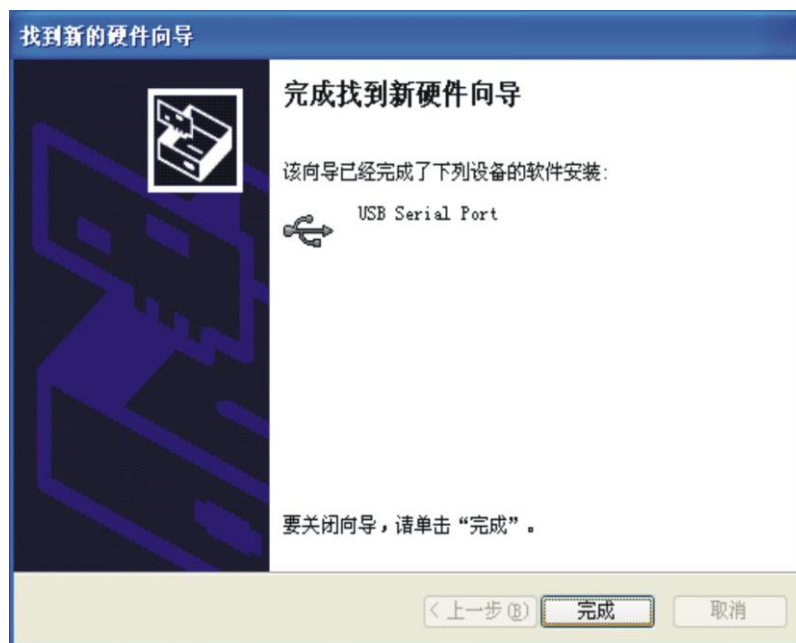 找到新的硬件向导
完成找到新硬件向导
该向导已经完成了下列设备的软件安装:
USB Serial Port
要关闭向导，请单击“完成”。
< 上一步(B)
完成
取消